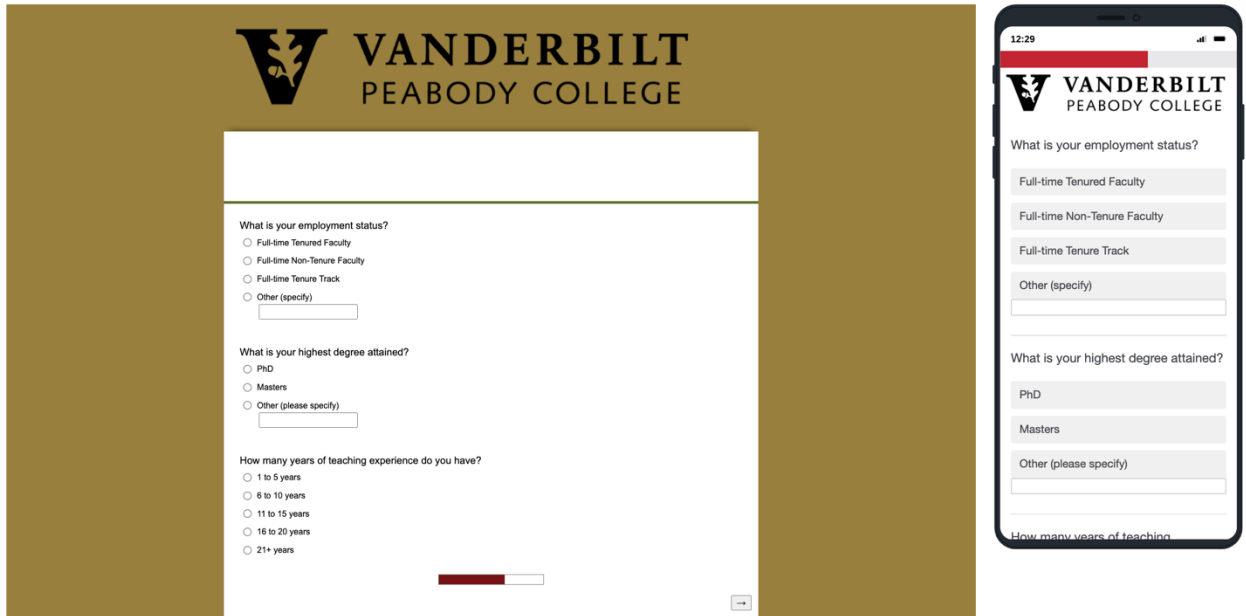 VANDERBILT
PEABODY COLLEGE
What is your employment status?
Full-time Tenured Faculty
Full-time Non-Tenure Faculty
Full-time Tenure Track
Other (specify)
What is your highest degree attained?
PhD
Masters
Other (please specify)
How many years of teaching experience do you have?
1 to 5 years
6 to 10 years
11 to 15 years
16 to 20 years
21+ years
→
12:29
VANDERBILT
PEABODY COLLEGE
What is your employment status?
Full-time Tenured Faculty
Full-time Non-Tenure Faculty
Full-time Tenure Track
Other (specify)
What is your highest degree attained?
PhD
Masters
Other (please specify)
How many years of teaching